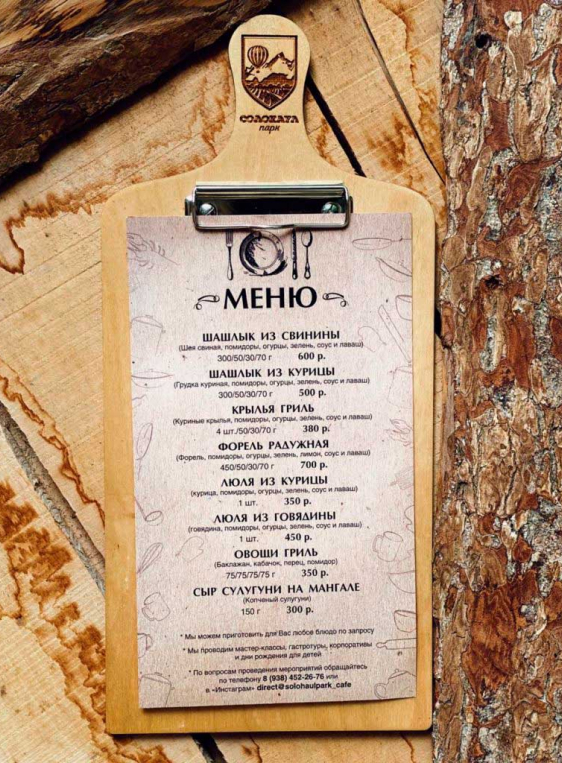 СОЛОХАУЛ
парк
МЕНЮ
ШАШЛЫК ИЗ СВИНИНЫ
(Шея свиная, помидоры, огурцы, зелень, соус и лаваш)
300/50/30/70 г 600 р.
ШАШЛЫК ИЗ КУРИЦЫ
(Грудка куриная, помидоры, огурцы, зелень, соус и лаваш)
300/50/30/70 г 500 р.
КРЫЛЬЯ ГРИЛЬ
(Куриные крылья, помидоры, огурцы, зелень, соус и лаваш)
4 шт./50/30/70 г 380 р.
ФОРЕЛЬ РАДУЖНАЯ
(Форель, помидоры, огурцы, зелень, лимон, соус и лаваш)
450/50/30/70 г 700 р.
ЛЮЛЯ ИЗ КУРИЦЫ
(курица, помидоры, огурцы, зелень, соус и лаваш)
1 шт. 350 р.
ЛЮЛЯ ИЗ ГОВЯДИНЫ
(говядина, помидоры, огурцы, зелень, соус и лаваш)
1 шт. 450 р.
ОВОЩИ ГРИЛЬ
(Баклажан, кабачок, перец, помидор)
75/75/75/75 г 350 р.
СЫР СУЛУГУНИ НА МАНГАЛЕ
(Копченый сулугуни)
150 г 300 р.
* Мы можем приготовить для Вас любое блюдо по запросу
* Мы проводим мастер-классы, гастротуры, корпоративы
и дни рождения для детей
* По вопросам проведения мероприятий обращайтесь
по телефону 8 (938) 452-26-76 или
в «Инстаграм» direct@solohaulpark_cafe